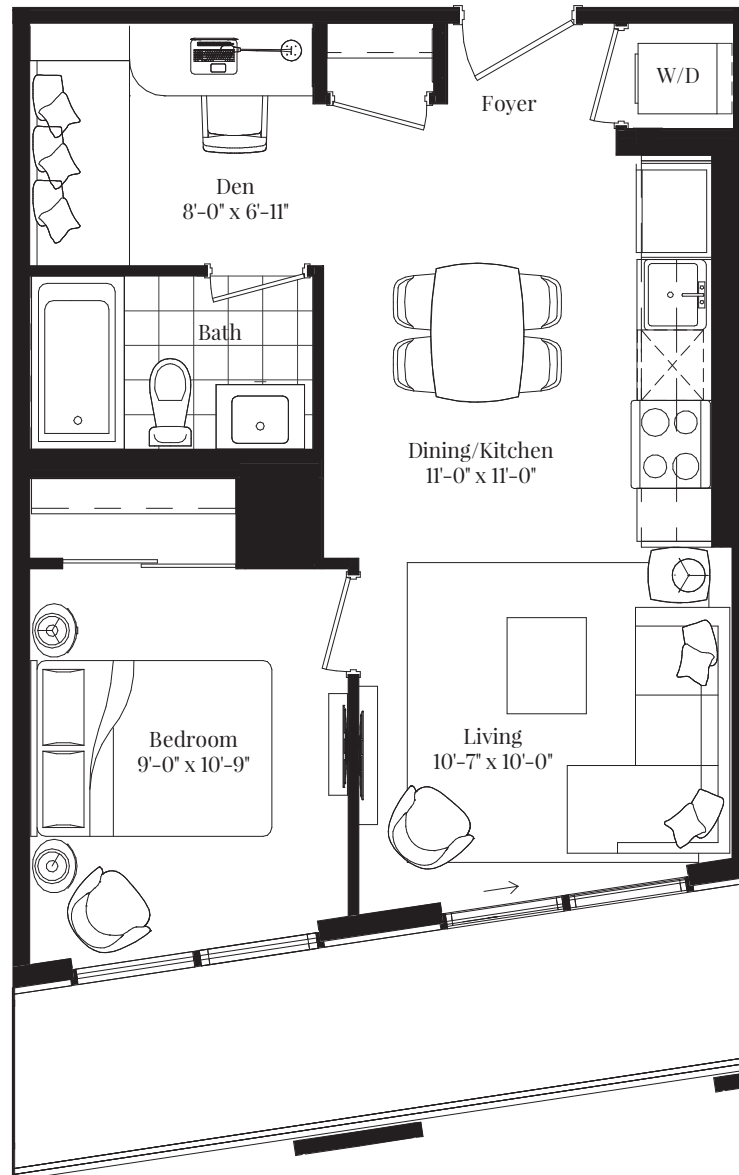 W/D
Foyer
Den
8'-0" x 6'-11"
Bath
Dining/Kitchen
11'-0" x 11'-0"
Bedroom
9'-0" x 10'-9"
Living
10'-7" x 10'-0"